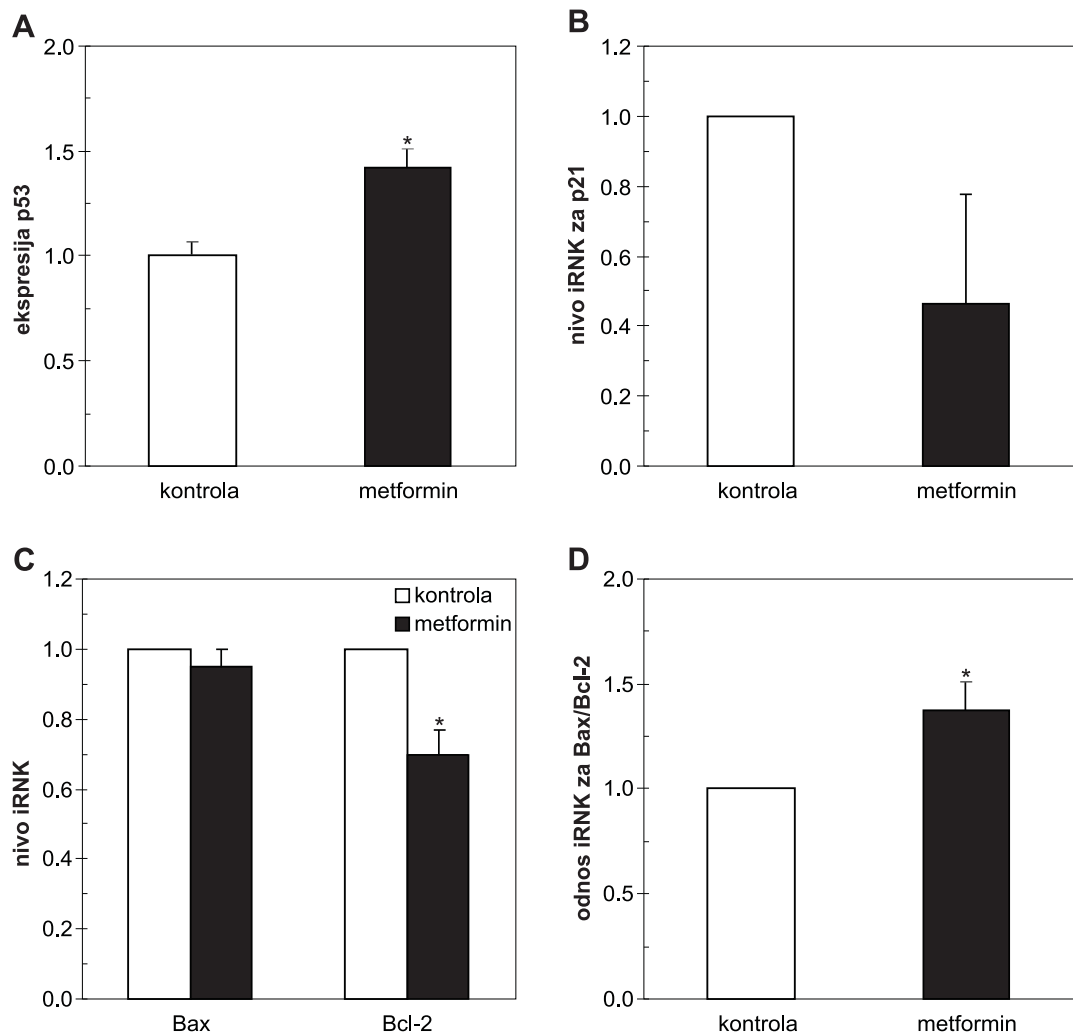 A
ekspresija p53
2.0
1.5
1.0
0.5
0.0
*
kontrola
metformin
B
nivo iRNK za p21
1.2
1.0
0.8
0.6
0.4
0.2
0.0
kontrola
metformin
C
nivo iRNK
1.2
1.0
0.8
0.6
0.4
0.2
0.0
kontrola
metformin
*
Bax
Bcl-2
D
odnos iRNK za Bax/Bcl-2
2.0
1.5
1.0
0.5
0.0
*
kontrola
metformin